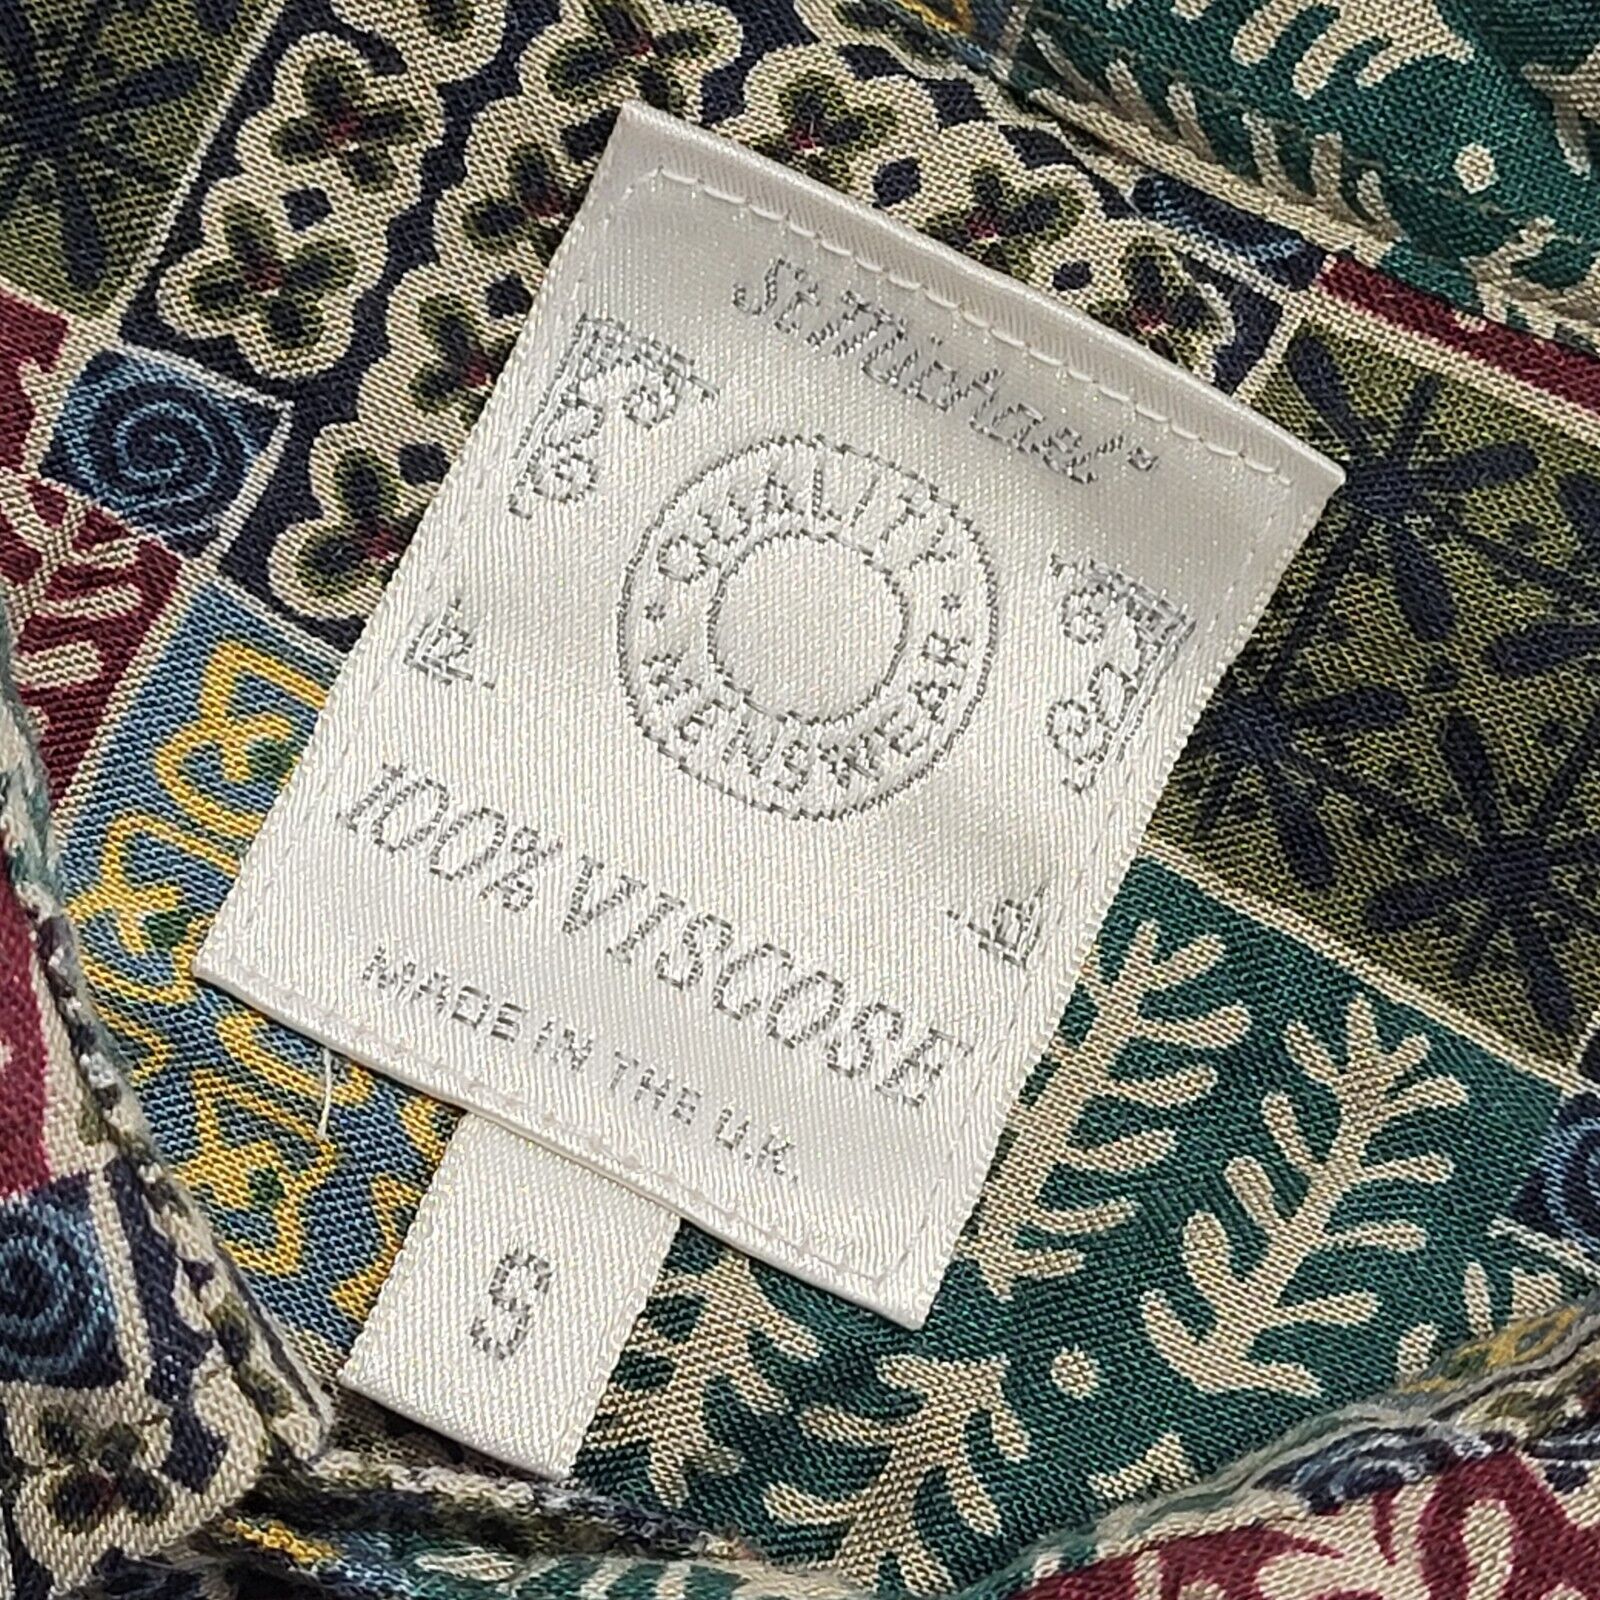 St Michael®
QUALITY
MENSWEAR
100% VISCOSE
MADE IN THE U.K.
S